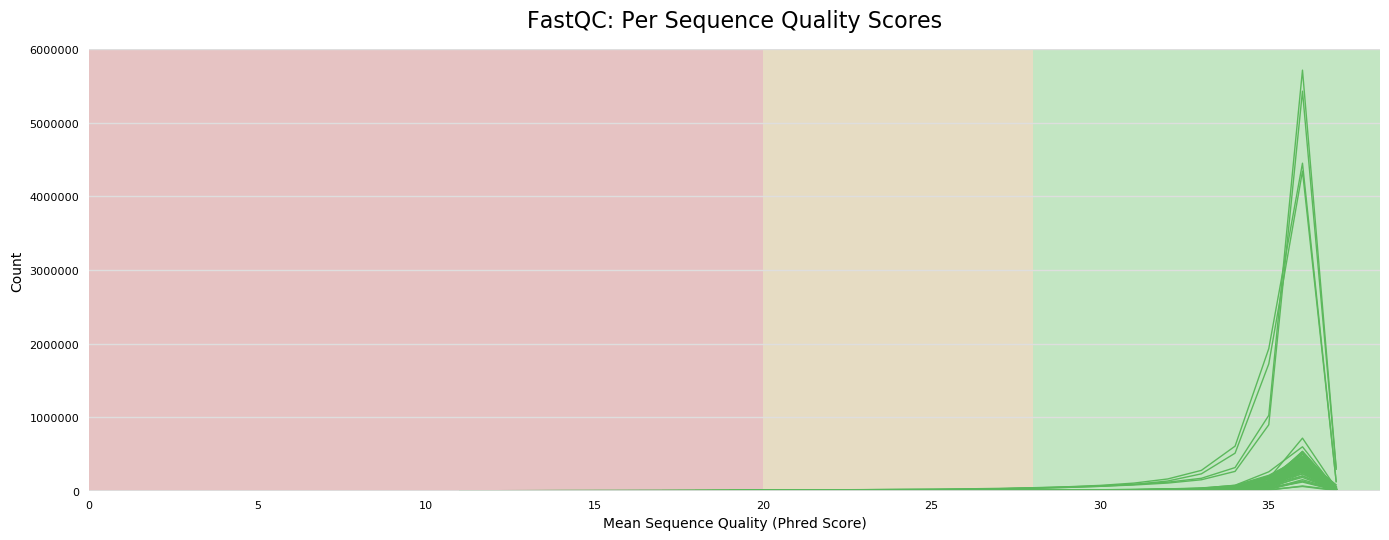 FastQC: Per Sequence Quality Scores
6000000
5000000
4000000
3000000
2000000
1000000
0
Count
0 5 10 15 20 25 30 35
Mean Sequence Quality (Phred Score)